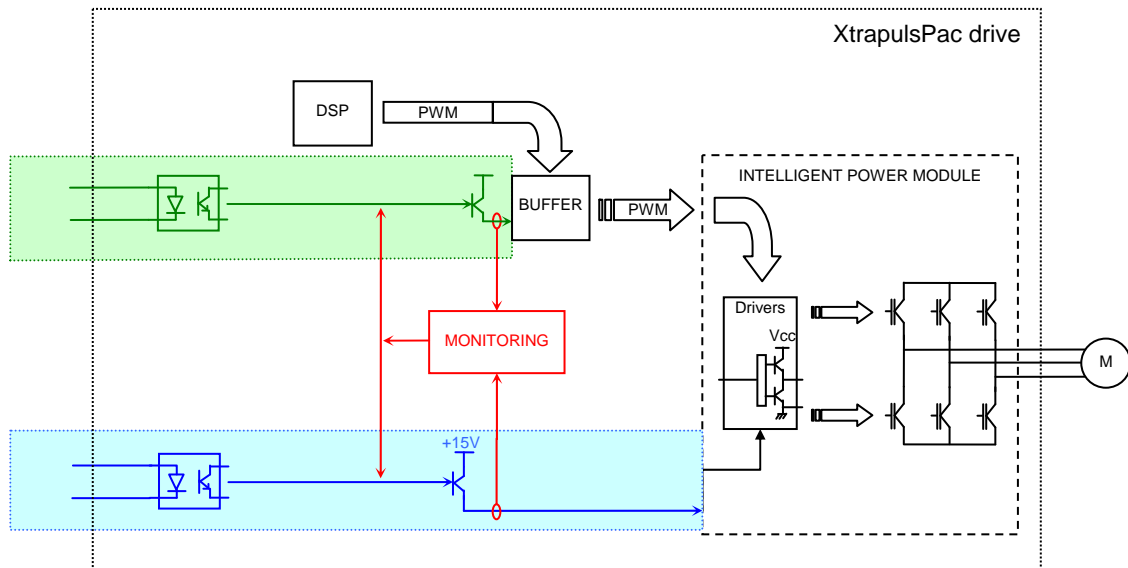 XtrapulsPac drive
DSP
PWM
INTELLIGENT POWER MODULE
BUFFER
PWM
Drivers
Vcc
MONITORING
M
+15V